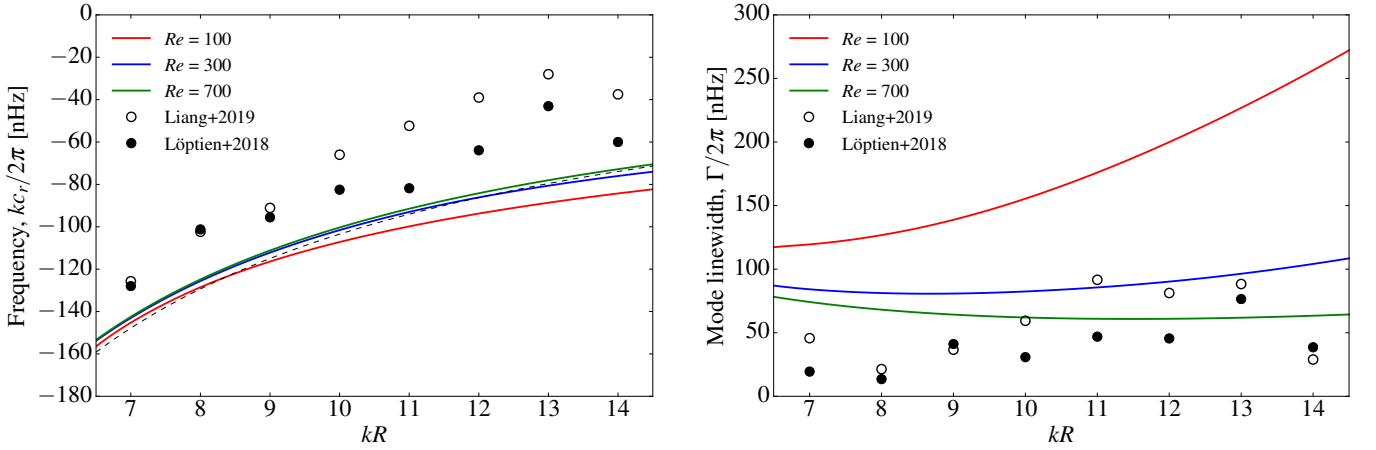 0
−20
−40
−60
−80
−100
−120
−140
−160
−180
Frequency, kc_r/2π [nHz]
Re = 100
Re = 300
Re = 700
Liang+2019
Löptien+2018
7 8 9 10 11 12 13 14
kR
300
250
200
150
100
50
0
Mode linewidth, Γ/2π [nHz]
Re = 100
Re = 300
Re = 700
Liang+2019
Löptien+2018
7 8 9 10 11 12 13 14
kR